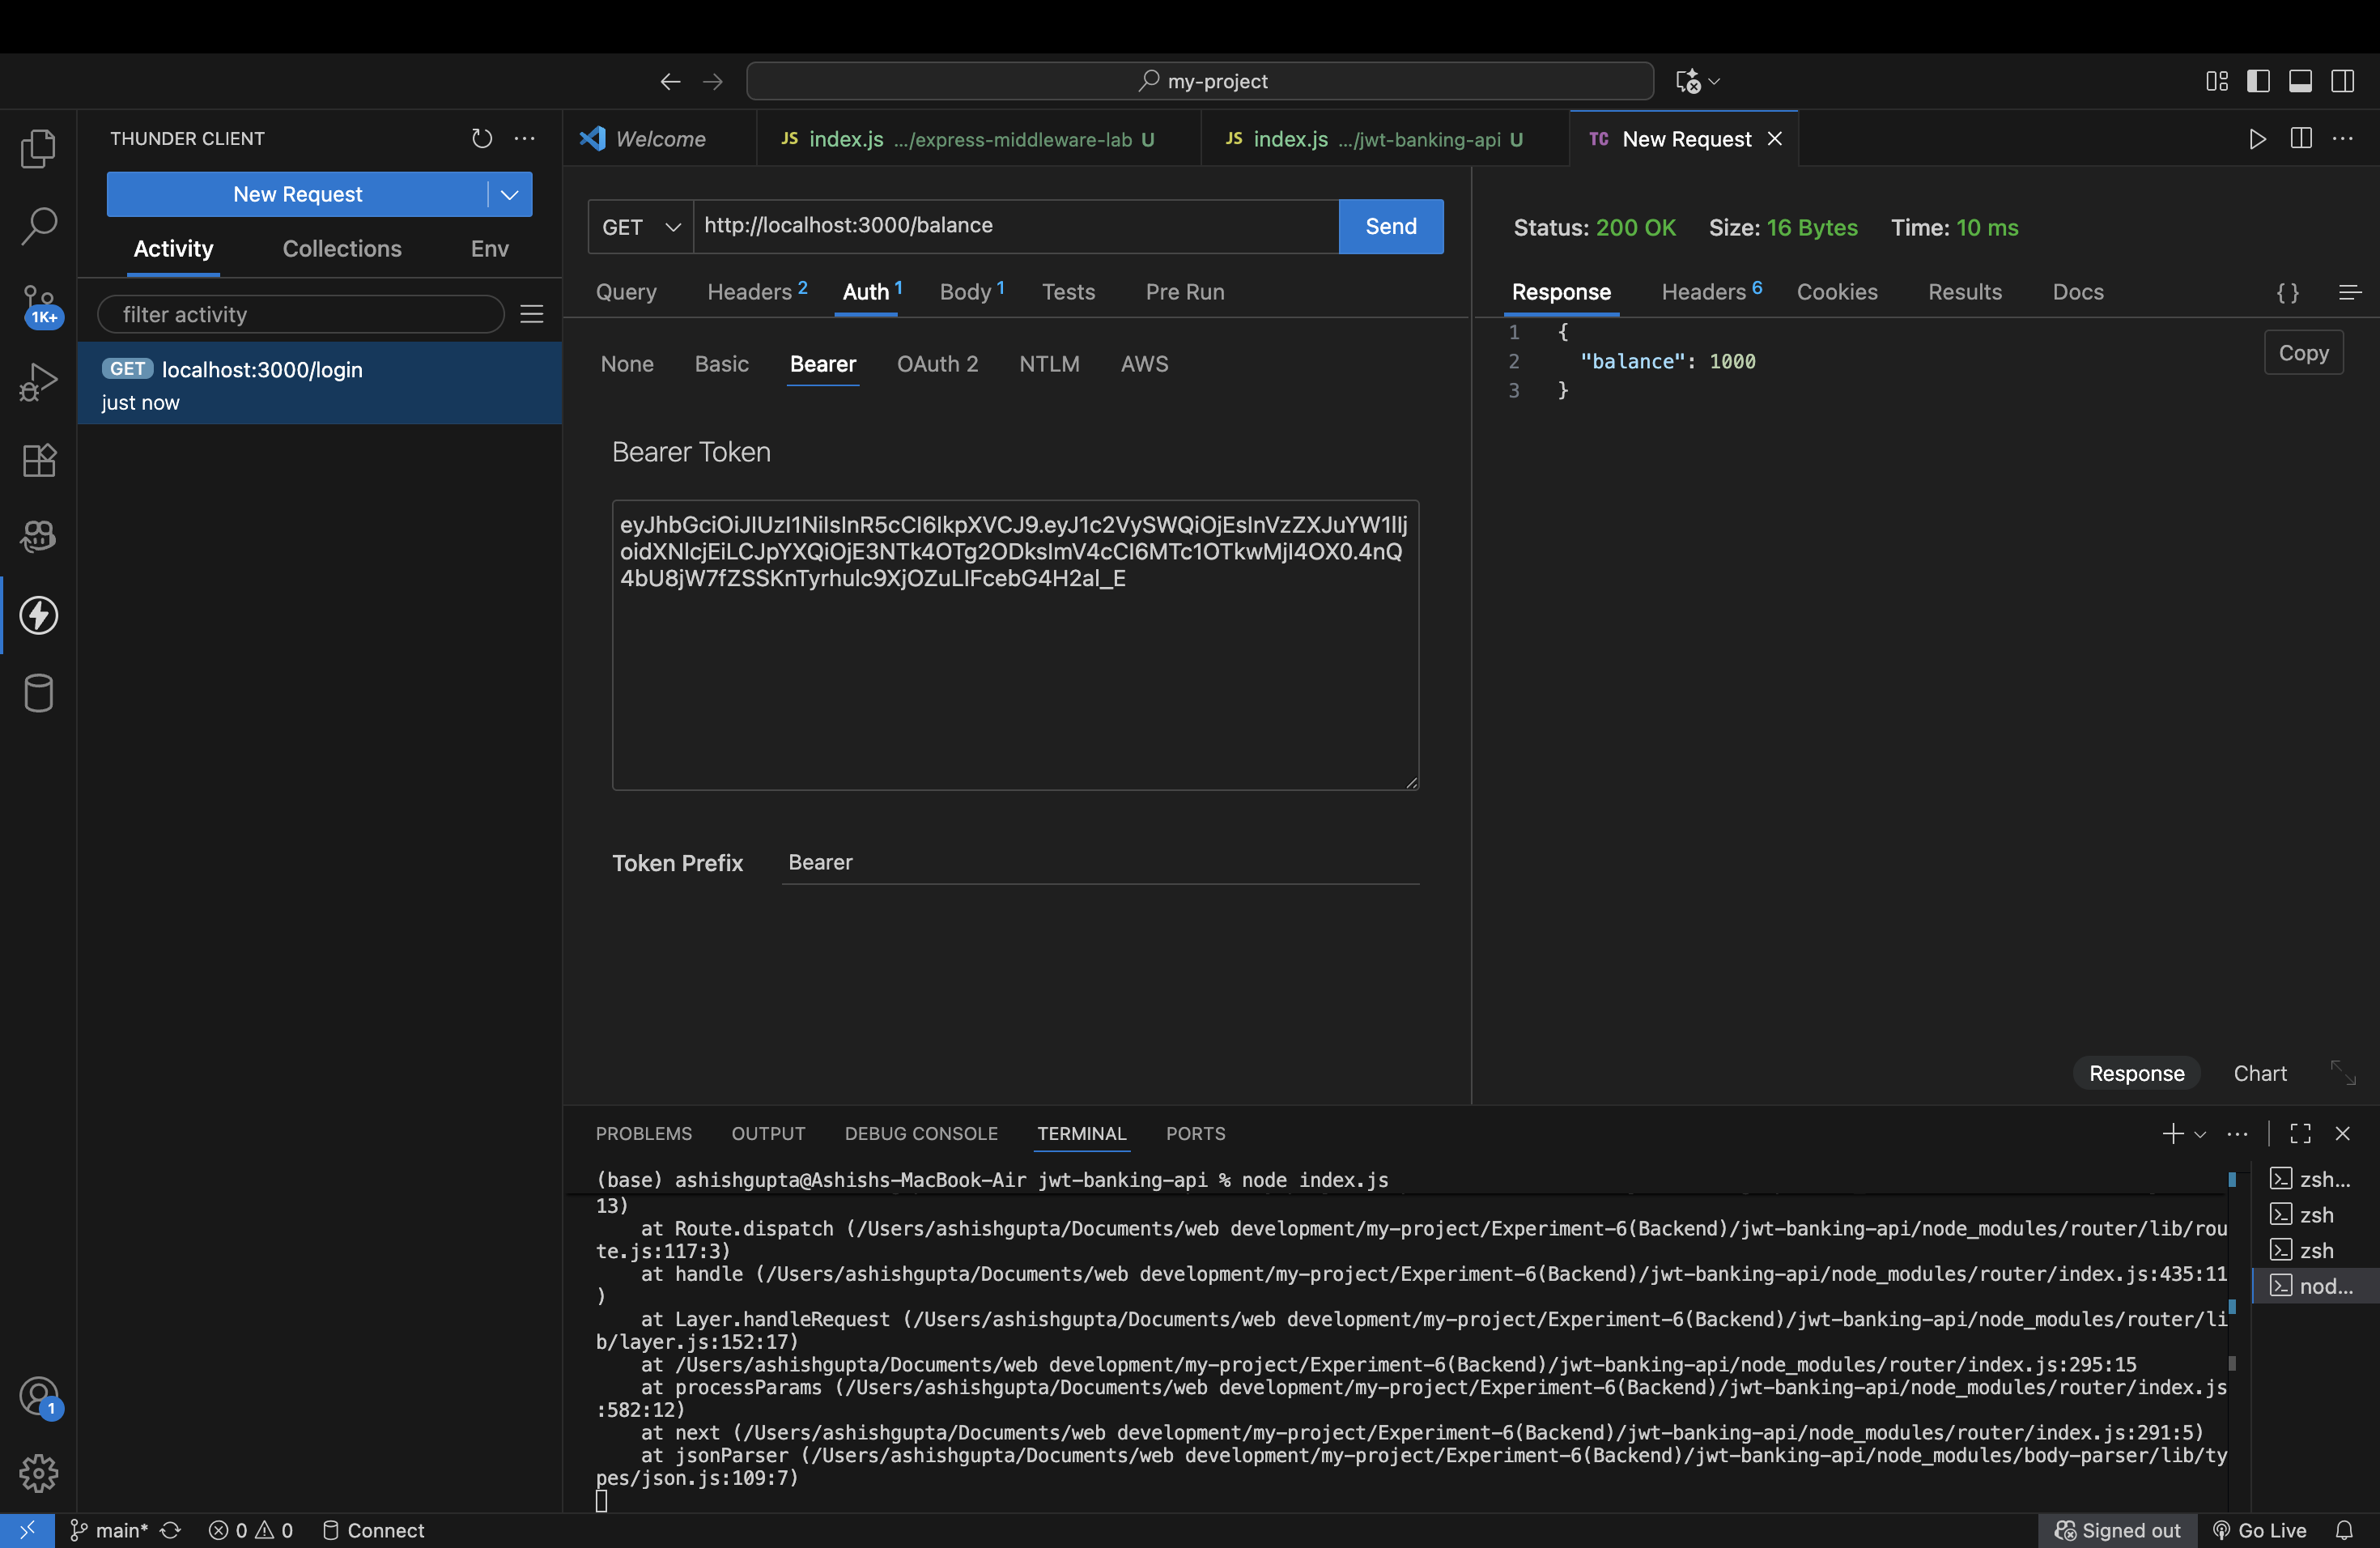 my-project
THUNDER CLIENT
New Request
Activity
Collections
Env
filter activity
GET localhost:3000/login
just now
1K+
1
Welcome
JS index.js .../express-middleware-lab U
JS index.js .../jwt-banking-api U
TC New Request
GET
http://localhost:3000/balance
Send
Query
Headers 2
Auth 1
Body 1
Tests
Pre Run
None
Basic
Bearer
OAuth 2
NTLM
AWS
Bearer Token
eyJhbGciOiJIUzI1NiIsInR5cCI6IkpXVCJ9.eyJ1c2VySWQiOjEsInVzZXJuYW1lIj
oidXNlcjEiLCJpYXQiOjE3NTk4OTg2ODksImV4cCI6MTc1OTkwMjI4OX0.4nQ
Token Prefix
Bearer
Status: 200 OK
Size: 16 Bytes
Time: 10 ms
Response
Headers 6
Cookies
Results
Docs
{ }
1 {
2 "balance": 1000
3 }
Copy
Response
Chart
PROBLEMS
OUTPUT
DEBUG CONSOLE
TERMINAL
PORTS
(base) ashishgupta@Ashishs-MacBook-Air jwt-banking-api % node index.js
13)
at Route.dispatch (/Users/ashishgupta/Documents/web development/my-project/Experiment-6(Backend)/jwt-banking-api/node_modules/router/lib/rou
te.js:117:3)
at handle (/Users/ashishgupta/Documents/web development/my-project/Experiment-6(Backend)/jwt-banking-api/node_modules/router/index.js:435:11
)
at Layer.handleRequest (/Users/ashishgupta/Documents/web development/my-project/Experiment-6(Backend)/jwt-banking-api/node_modules/router/li
b/layer.js:152:17)
at /Users/ashishgupta/Documents/web development/my-project/Experiment-6(Backend)/jwt-banking-api/node_modules/router/index.js:295:15
at processParams (/Users/ashishgupta/Documents/web development/my-project/Experiment-6(Backend)/jwt-banking-api/node_modules/router/index.js
:582:12)
at next (/Users/ashishgupta/Documents/web development/my-project/Experiment-6(Backend)/jwt-banking-api/node_modules/router/index.js:291:5)
at jsonParser (/Users/ashishgupta/Documents/web development/my-project/Experiment-6(Backend)/jwt-banking-api/node_modules/body-parser/lib/ty
pes/json.js:109:7)
zsh...
zsh
zsh
nod...
main*
0
0
Connect
Signed out
Go Live